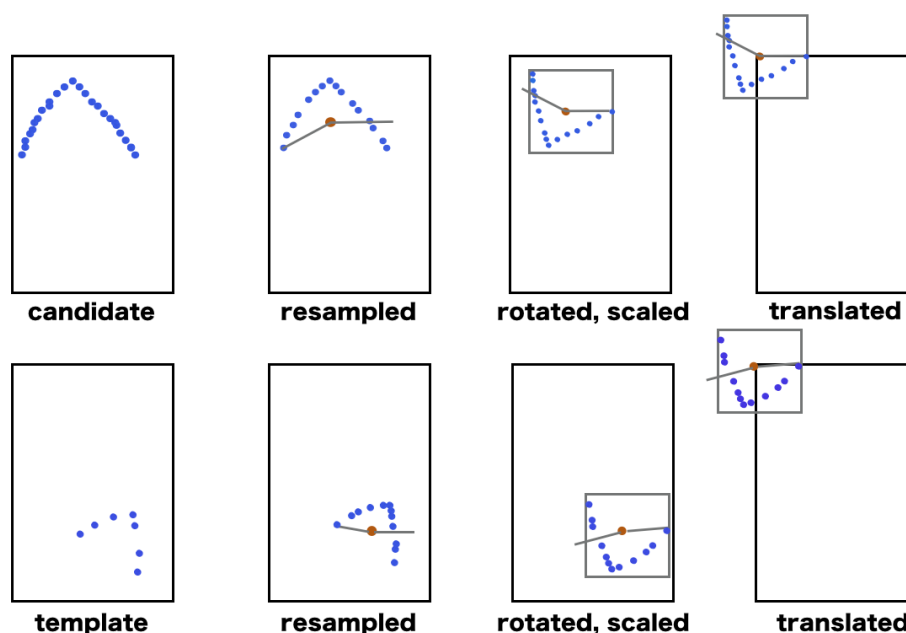 candidate
resampled
rotated, scaled
translated
template
resampled
rotated, scaled
translated